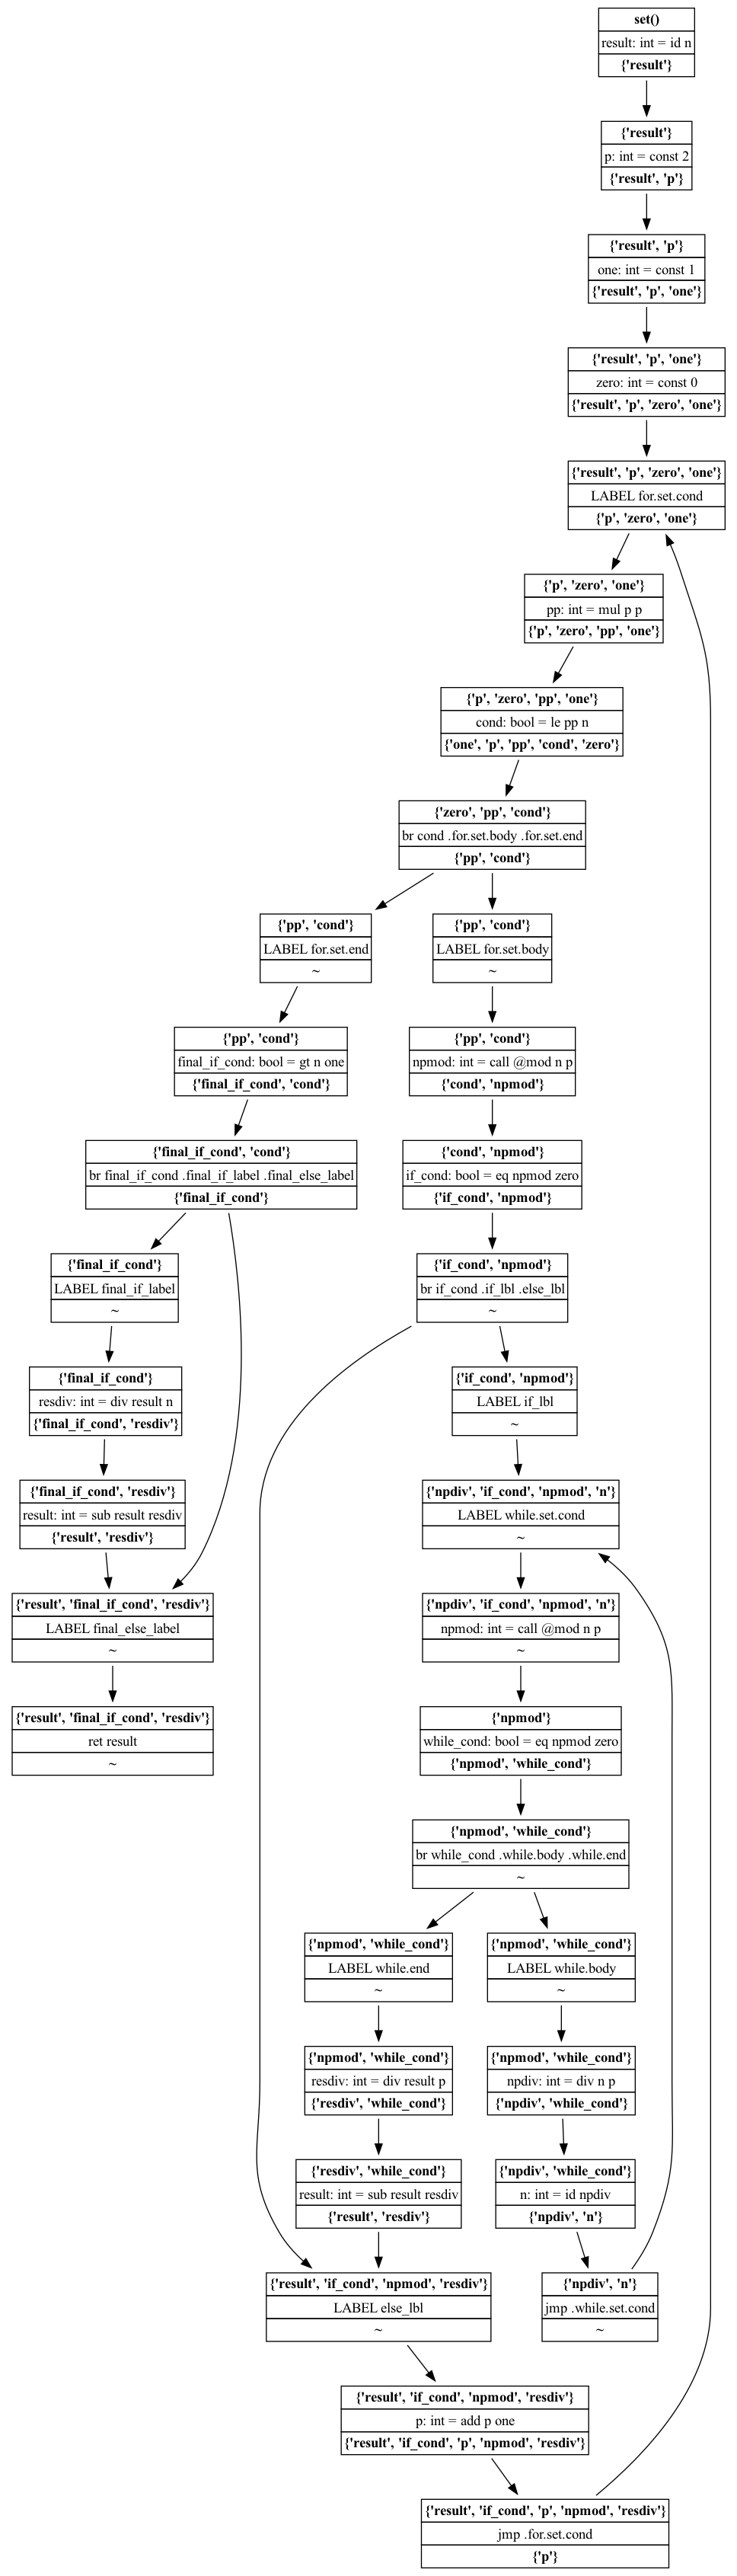 set()
result: int = id n
{'result'}
{'result'}
p: int = const 2
{'result', 'p'}
{'result', 'p'}
one: int = const 1
{'result', 'p', 'one'}
{'result', 'p', 'one'}
zero: int = const 0
{'result', 'p', 'zero', 'one'}
{'result', 'p', 'zero', 'one'}
LABEL for.set.cond
{'p', 'zero', 'one'}
{'p', 'zero', 'one'}
pp: int = mul p p
{'p', 'zero', 'pp', 'one'}
{'p', 'zero', 'pp', 'one'}
cond: bool = le pp n
{'one', 'p', 'pp', 'cond', 'zero'}
{'zero', 'pp', 'cond'}
br cond .for.set.body .for.set.end
{'pp', 'cond'}
{'pp', 'cond'}
LABEL for.set.end
~
{'pp', 'cond'}
LABEL for.set.body
~
{'pp', 'cond'}
final_if_cond: bool = gt n one
{'final_if_cond', 'cond'}
{'pp', 'cond'}
npmod: int = call @mod n p
{'cond', 'npmod'}
{'final_if_cond', 'cond'}
br final_if_cond .final_if_label .final_else_label
{'final_if_cond'}
{'cond', 'npmod'}
if_cond: bool = eq npmod zero
{'if_cond', 'npmod'}
{'final_if_cond'}
LABEL final_if_label
~
{'if_cond', 'npmod'}
br if_cond .if_lbl .else_lbl
~
{'final_if_cond'}
resdiv: int = div result n
{'final_if_cond', 'resdiv'}
{'if_cond', 'npmod'}
LABEL if_lbl
~
{'final_if_cond', 'resdiv'}
result: int = sub result resdiv
{'result', 'resdiv'}
{'npdiv', 'if_cond', 'npmod', 'n'}
LABEL while.set.cond
~
{'result', 'final_if_cond', 'resdiv'}
LABEL final_else_label
~
{'npdiv', 'if_cond', 'npmod', 'n'}
npmod: int = call @mod n p
~
{'result', 'final_if_cond', 'resdiv'}
ret result
~
{'npmod'}
while_cond: bool = eq npmod zero
{'npmod', 'while_cond'}
{'npmod', 'while_cond'}
br while_cond .while.body .while.end
~
{'npmod', 'while_cond'}
LABEL while.end
~
{'npmod', 'while_cond'}
LABEL while.body
~
{'npmod', 'while_cond'}
resdiv: int = div result p
{'resdiv', 'while_cond'}
{'npmod', 'while_cond'}
npdiv: int = div n p
{'npdiv', 'while_cond'}
{'resdiv', 'while_cond'}
result: int = sub result resdiv
{'result', 'resdiv'}
{'npdiv', 'while_cond'}
n: int = id npdiv
{'npdiv', 'n'}
{'result', 'if_cond', 'npmod', 'resdiv'}
LABEL else_lbl
~
{'npdiv', 'n'}
jmp .while.set.cond
~
{'result', 'if_cond', 'npmod', 'resdiv'}
p: int = add p one
{'result', 'if_cond', 'p', 'npmod', 'resdiv'}
{'result', 'if_cond', 'p', 'npmod', 'resdiv'}
jmp .for.set.cond
{'p'}